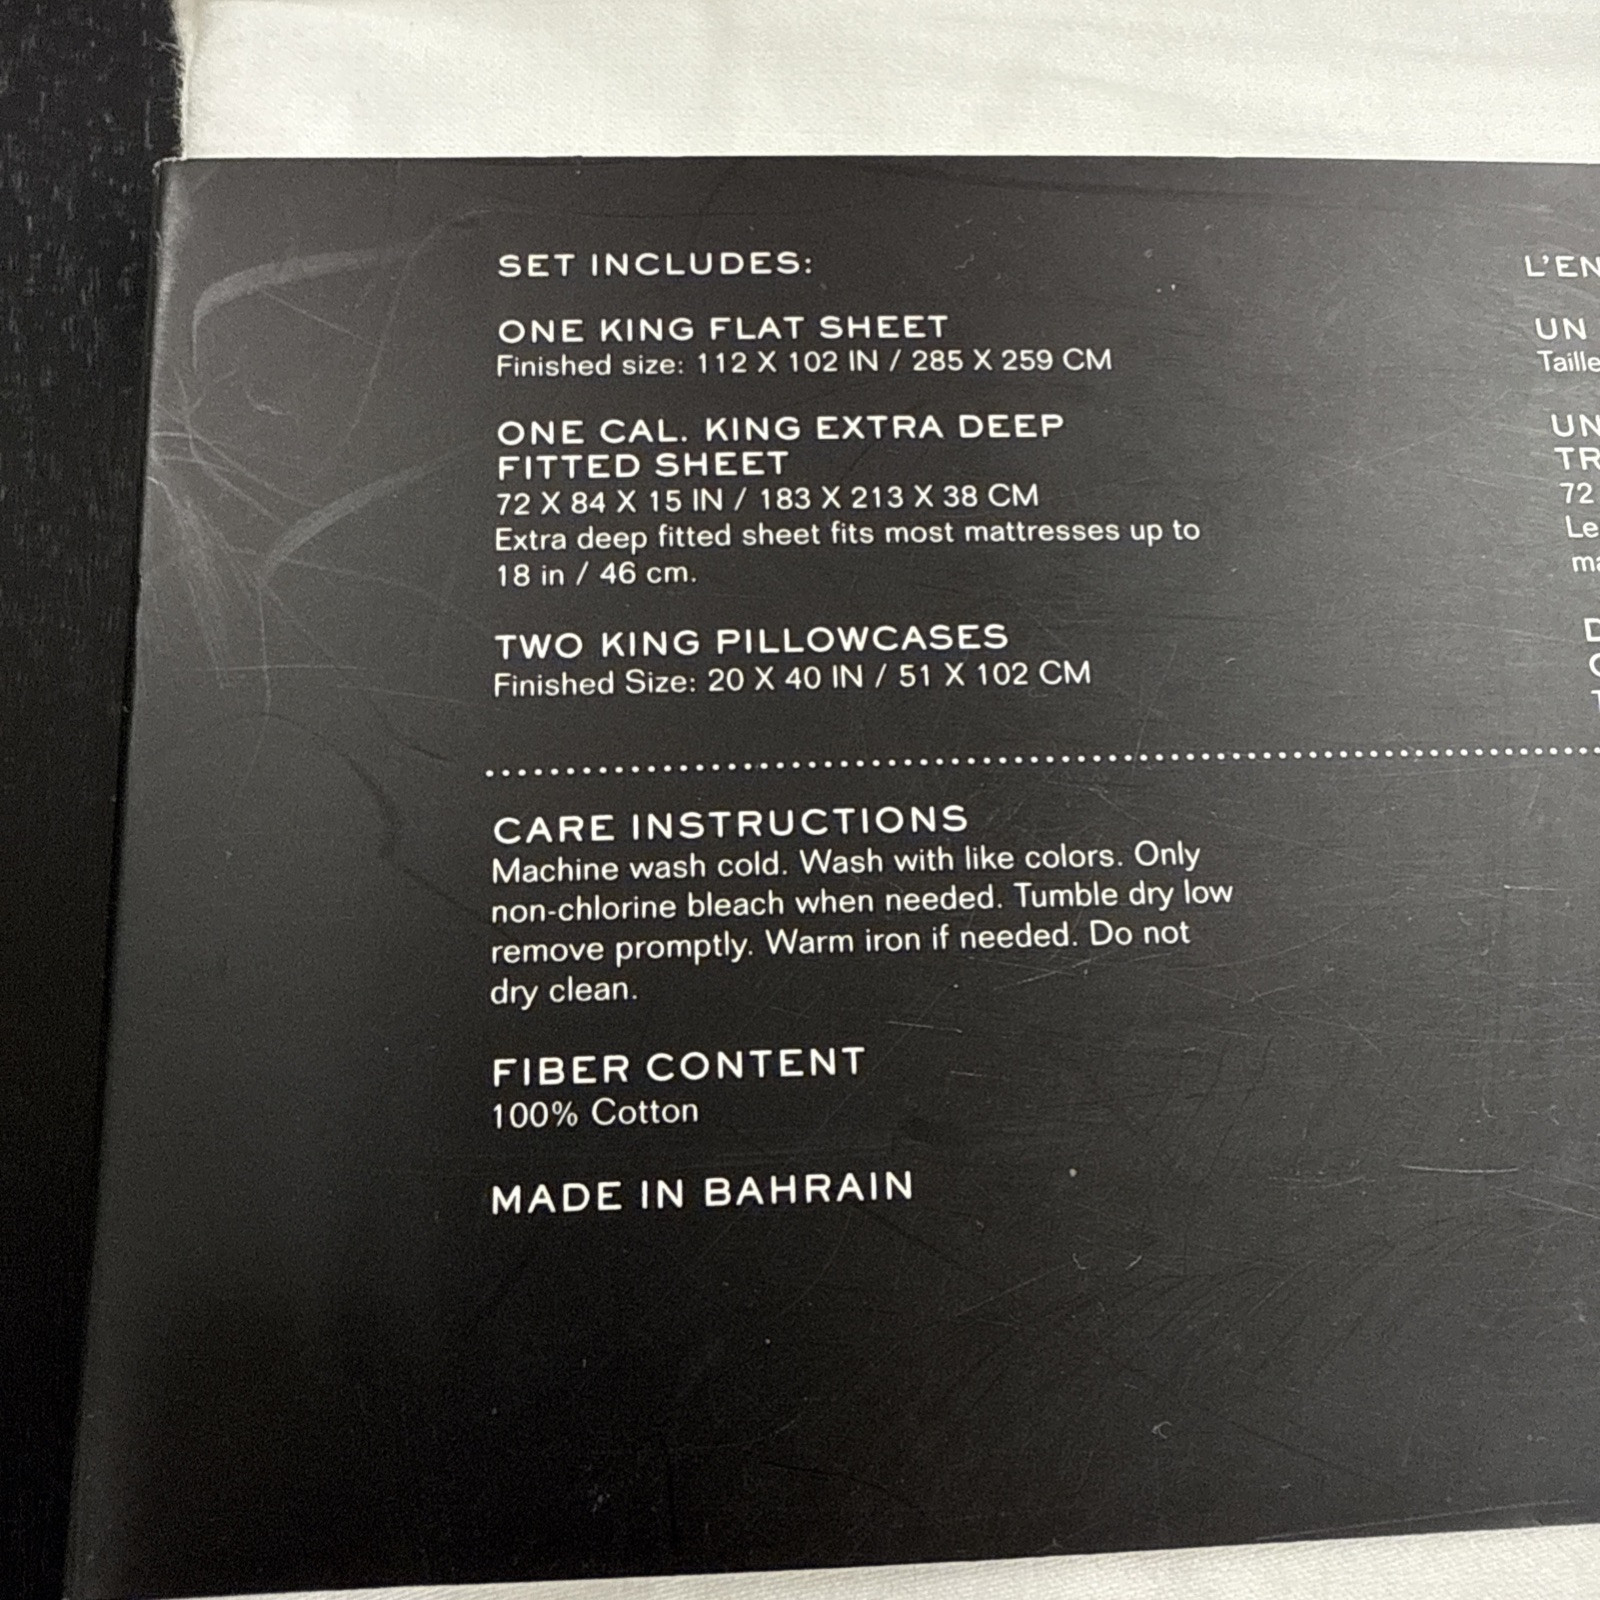 SET INCLUDES:
ONE KING FLAT SHEET
Finished size: 112 X 102 IN / 285 X 259 CM
ONE CAL. KING EXTRA DEEP
FITTED SHEET
72 X 84 X 15 IN / 183 X 213 X 38 CM
Extra deep fitted sheet fits most mattresses up to
18 in / 46 cm.
TWO KING PILLOWCASES
Finished Size: 20 X 40 IN / 51 X 102 CM
CARE INSTRUCTIONS
Machine wash cold. Wash with like colors. Only
non-chlorine bleach when needed. Tumble dry low
remove promptly. Warm iron if needed. Do not
dry clean.
FIBER CONTENT
100% Cotton
MADE IN BAHRAIN
UN
Taille
72